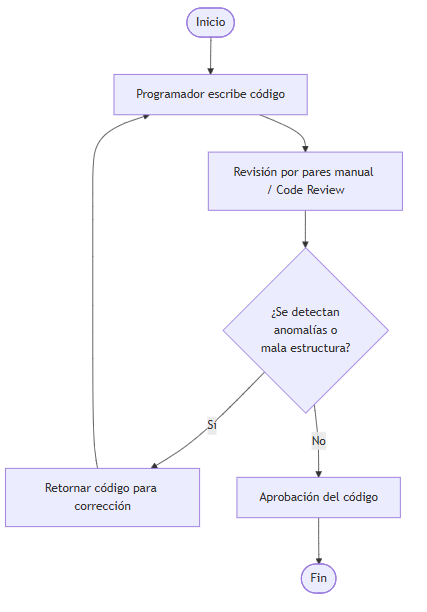 Inicio
Programador escribe código
Revisión por pares manual
/ Code Review
¿Se detectan
anomalías o
mala estructura?
Sí
No
Retornar código para
corrección
Aprobación del código
Fin